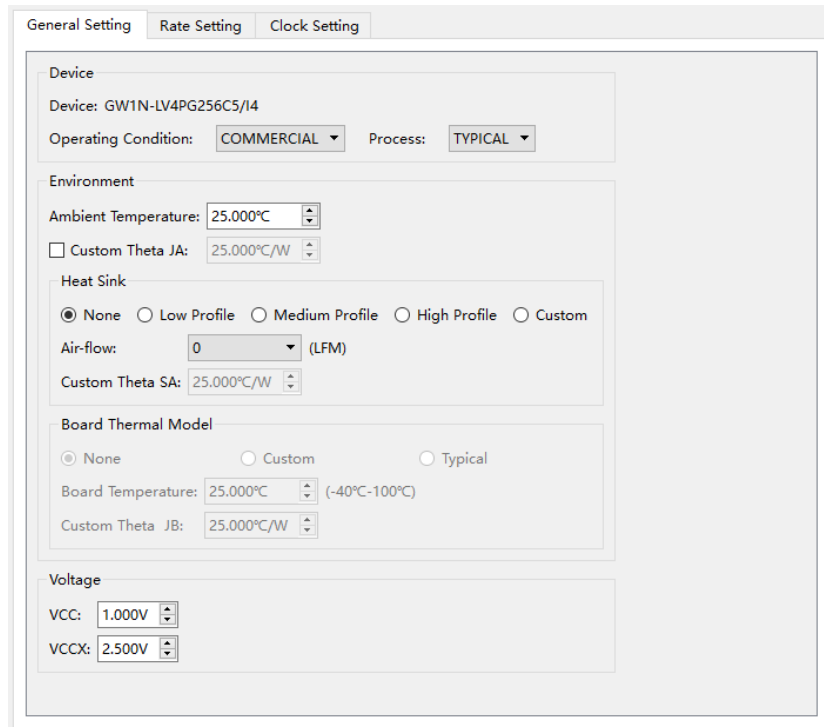 General Setting Rate Setting Clock Setting
Device
Device: GW1N-LV4PG256C5/I4
Operating Condition: COMMERCIAL Process: TYPICAL
Environment
Ambient Temperature: 25.000℃
Custom Theta JA: 25.000℃/W
Heat Sink
None Low Profile Medium Profile High Profile Custom
Air-flow: 0 (LFM)
Custom Theta SA: 25.000℃/W
Board Thermal Model
None Custom Typical
Board Temperature: 25.000℃ (-40℃-100℃)
Custom Theta JB: 25.000℃/W
Voltage
VCC: 1.000V
VCCX: 2.500V